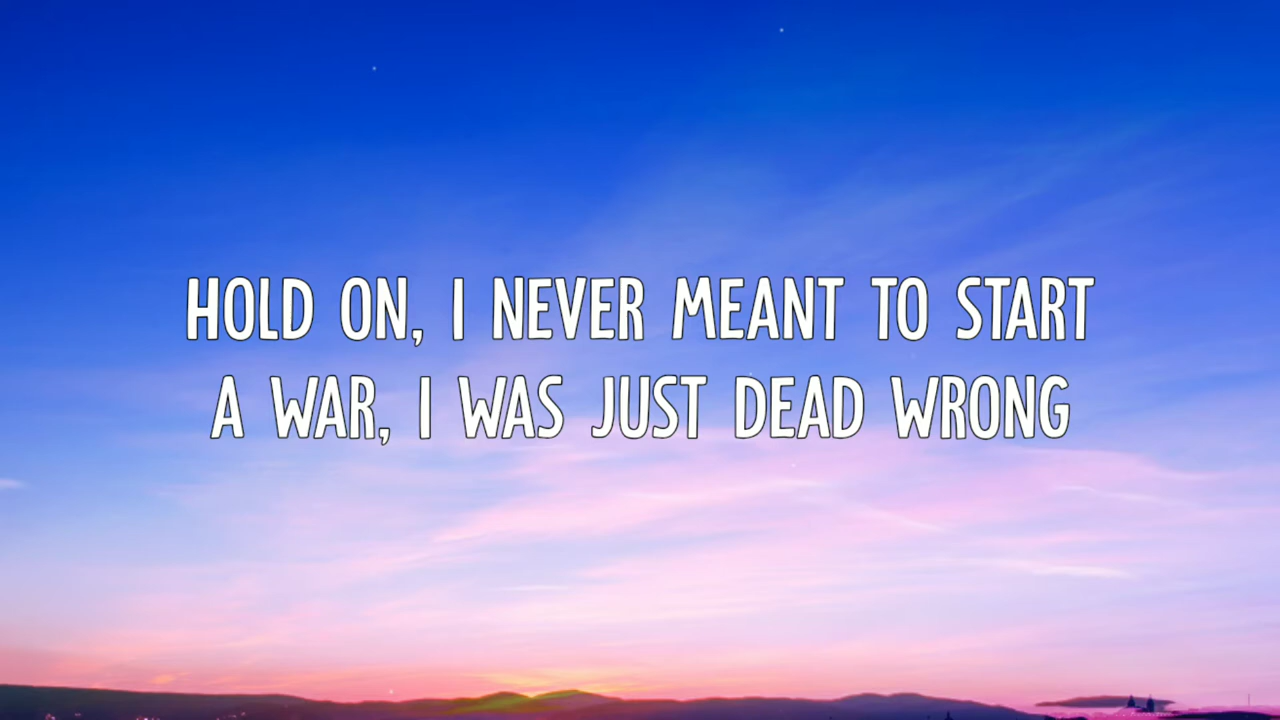 HOLD ON, I NEVER MEANT TO START
A WAR, I WAS JUST DEAD WRONG